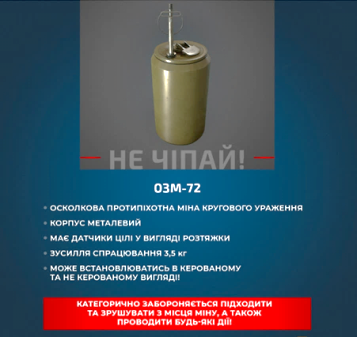 НЕ ЧІПАЙ!
ОЗМ-72
• ОСКОЛКОВА ПРОТИПІХОТНА МІНА КРУГОВОГО УРАЖЕННЯ
• КОРПУС МЕТАЛЕВИЙ
• МАЄ ДАТЧИКИ ЦІЛІ У ВИГЛЯДІ РОЗТЯЖКИ
• ЗУСИЛЛЯ СПРАЦЮВАННЯ 3,5 кг
• МОЖЕ ВСТАНОВЛЮВАТИСЬ В КЕРОВАНОМУ
ТА НЕ КЕРОВАНОМУ ВИГЛЯДІ!
КАТЕГОРИЧНО ЗАБОРОНЯЄТЬСЯ ПІДХОДИТИ
ТА ЗРУШУВАТИ З МІСЦЯ МІНУ, А ТАКОЖ
ПРОВОДИТИ БУДЬ-ЯКІ ДІЇ!